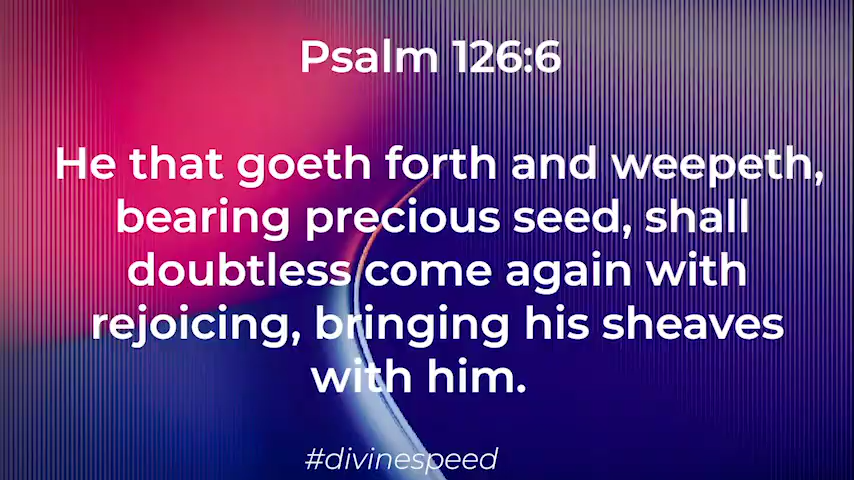 Psalm 126:6
He that goeth forth and weepeth,
bearing precious seed, shall
doubtless come again with
rejoicing, bringing his sheaves
with him.
#divinespeed